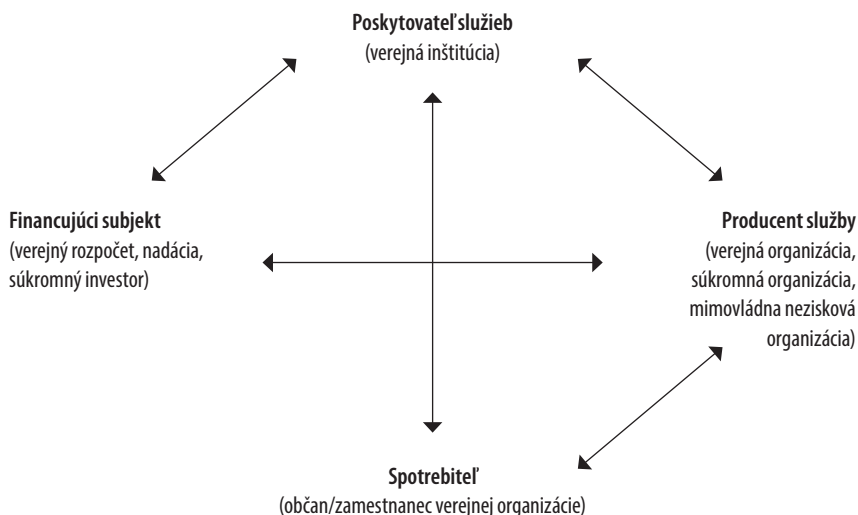 Poskytovateľ služieb
(verejná inštitúcia)
Financujúci subjekt
(verejný rozpočet, nadácia,
súkromný investor)
Producent služby
(verejná organizácia,
súkromná organizácia,
mimovládna nezisková
organizácia)
Spotrebiteľ
(občan/zamestnanec verejnej organizácie)